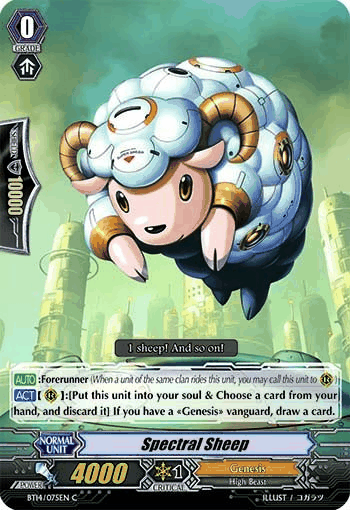 0
GRADE
SHIELD
10000
SUPER SHEEP
1 sheep! And so on!
AUTO :Forerunner (When a unit of the same clan rides this unit, you may call this unit to Ⓡ)
ACT [Ⓡ]:[Put this unit into your soul & Choose a card from your
hand, and discard it] If you have a «Genesis» vanguard, draw a card.
NORMAL
UNIT
Spectral Sheep
POWER
4000
1
CRITICAL
Genesis
High Beast
BT14/075EN C
ILLUST / コガラツ